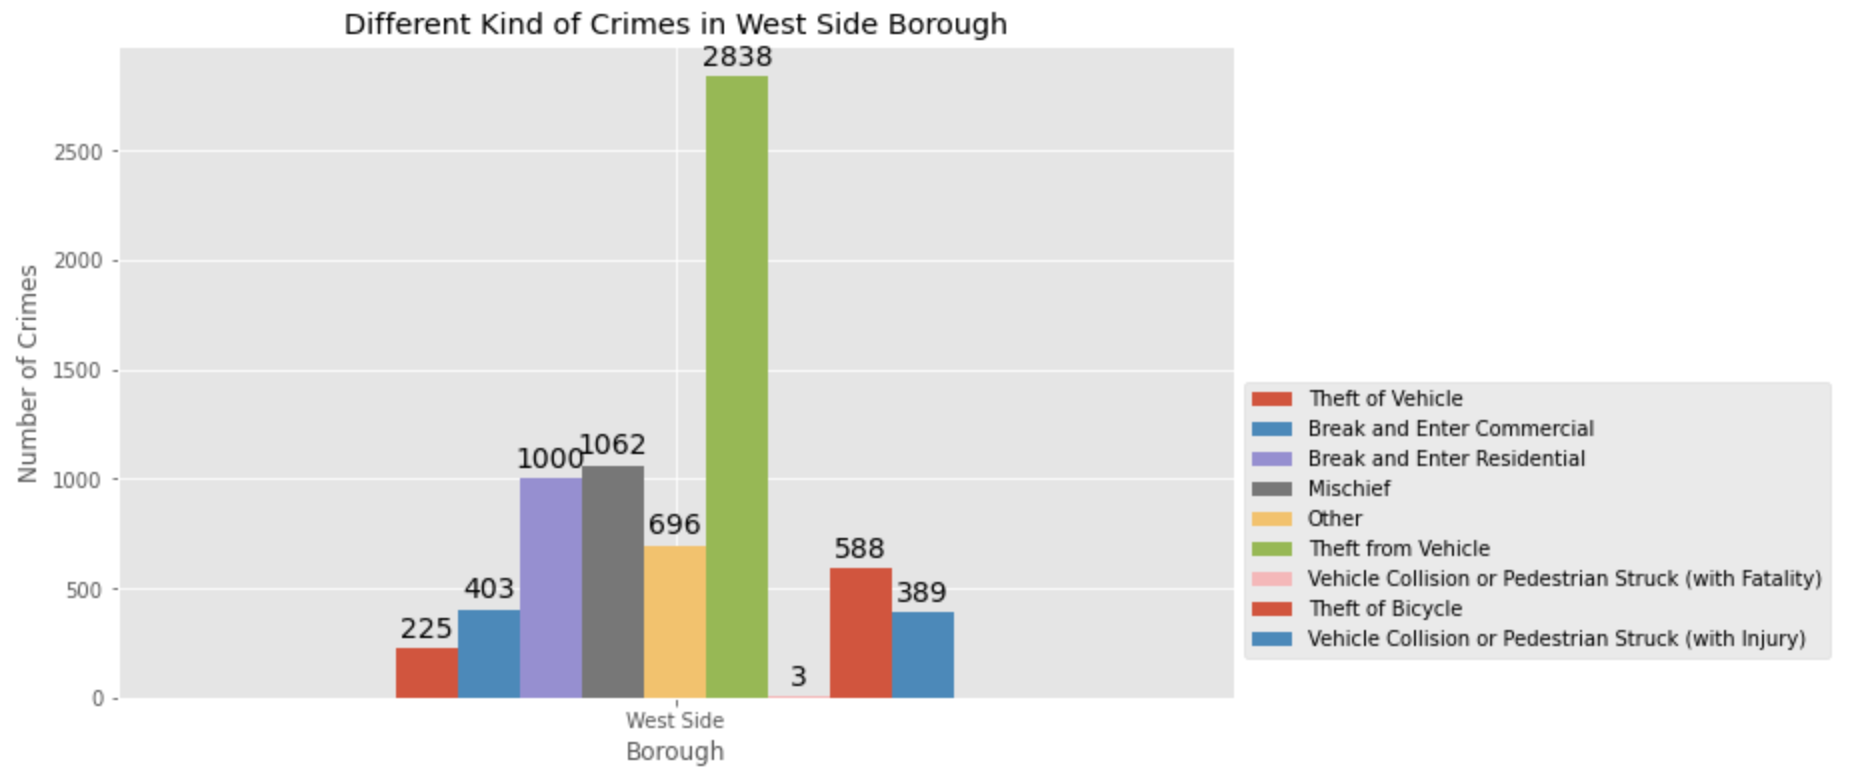 Different Kind of Crimes in West Side Borough
2838
2500
2000
1500
1000
500
0
Number of Crimes
225
403
1000
1062
696
3
588
389
West Side
Borough
Theft of Vehicle
Break and Enter Commercial
Break and Enter Residential
Mischief
Other
Theft from Vehicle
Vehicle Collision or Pedestrian Struck (with Fatality)
Theft of Bicycle
Vehicle Collision or Pedestrian Struck (with Injury)